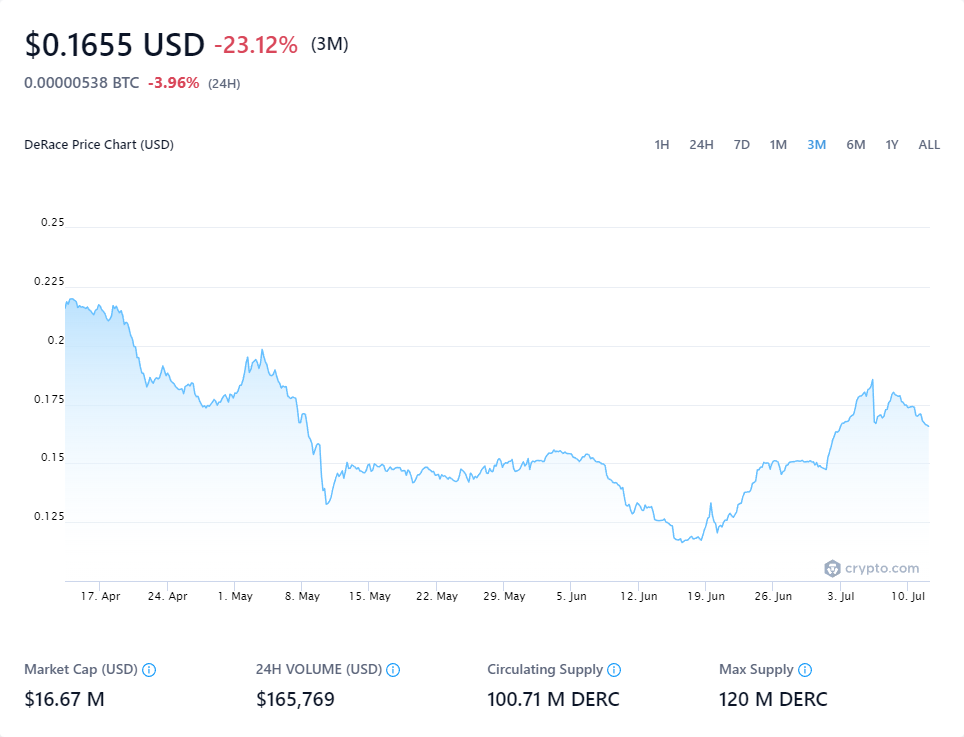 $0.1655 USD -23.12% (3M)
0.00000538 BTC -3.96% (24H)
DeRace Price Chart (USD) 1H 24H 7D 1M 3M 6M 1Y ALL
0.25
0.225
0.2
0.175
0.15
0.125
crypto.com
17. Apr 24. Apr 1. May 8. May 15. May 22. May 29. May 5. Jun 12. Jun 19. Jun 26. Jun 3. Jul 10. Jul
Market Cap (USD) 24H VOLUME (USD) Circulating Supply Max Supply
$16.67 M $165,769 100.71 M DERC 120 M DERC